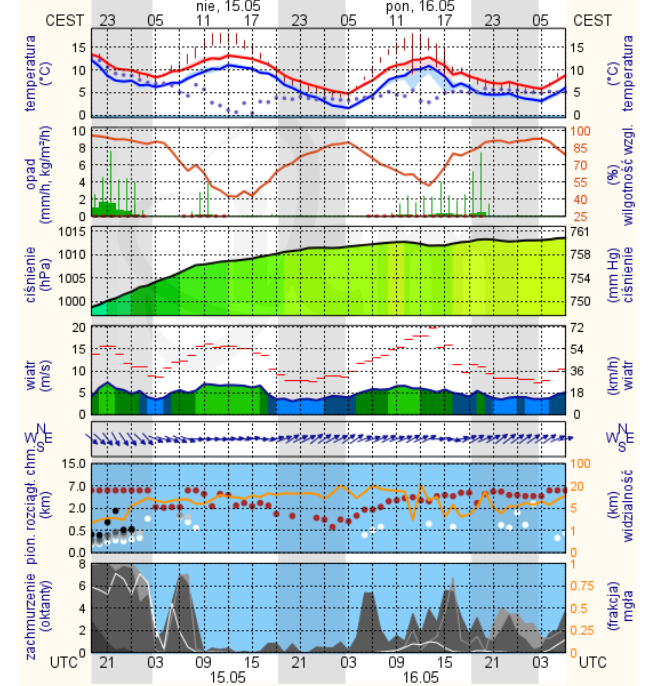 nie, 15.05 pon, 16.05
CEST 23 05 11 17 23 05 11 17 23 05 CEST
temperatura
(°C)
15
10
5
0
15
10
5
0
(°C)
temperatura
opad
(mm/h, kg/m²/h)
10
8
6
4
2
0
100
85
70
55
40
25
(%)
wilgotność wzgl.
ciśnienie
(hPa)
1015
1010
1005
1000
761
758
754
750
(mm Hg)
ciśnienie
wiatr
(m/s)
20
15
10
5
0
72
54
36
18
0
(km/h)
wiatr
N
W E
S
N
W E
S
pion. rozciągł. chm.
(km)
15.0
7.0
2.0
0.5
0.0
100
20
5
1
0
(km)
widzialność
zachmurzenie
(oktanty)
8
6
4
2
0
1
0.75
0.5
0.25
0
(frakcja)
mgła
UTC 21 03 09 15 21 03 09 15 21 03 UTC
15.05 16.05